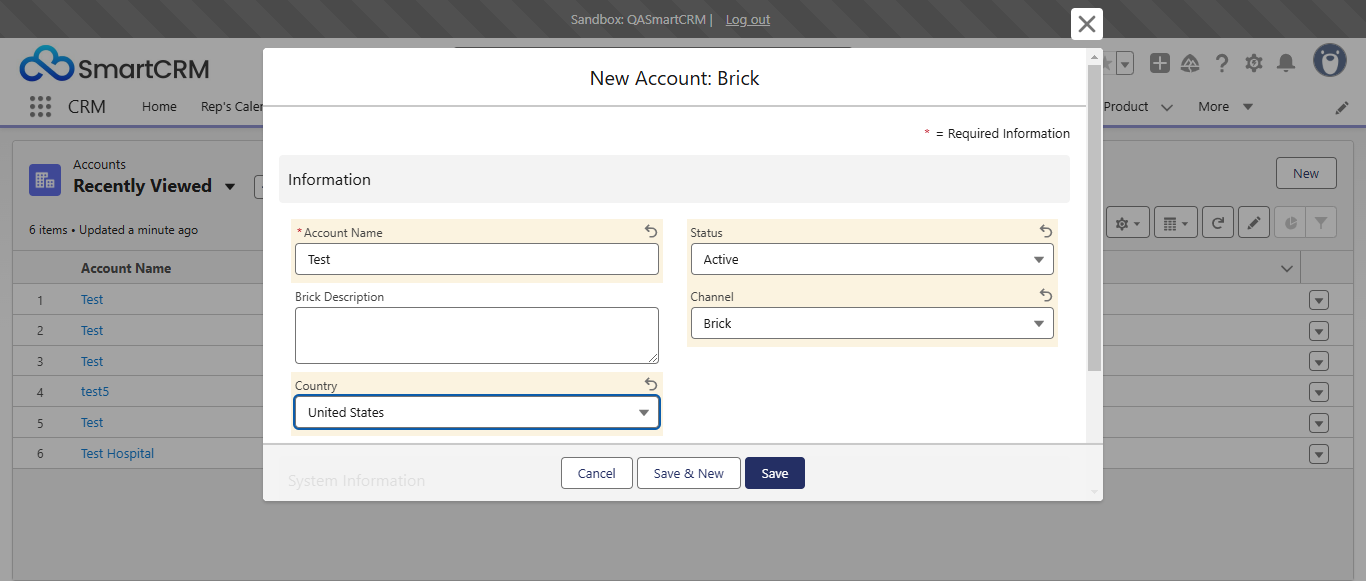 Sandbox: QASmartCRM | Log out
SmartCRM
CRM Home Rep's Caler Product More
Accounts
Recently Viewed
New
6 items • Updated a minute ago
Account Name
1 Test
2 Test
3 Test
4 test5
5 Test
6 Test Hospital
New Account: Brick
* = Required Information
Information
*Account Name
Test
Status
Active
Brick Description
Channel
Brick
Country
United States
System Information
Cancel Save & New Save